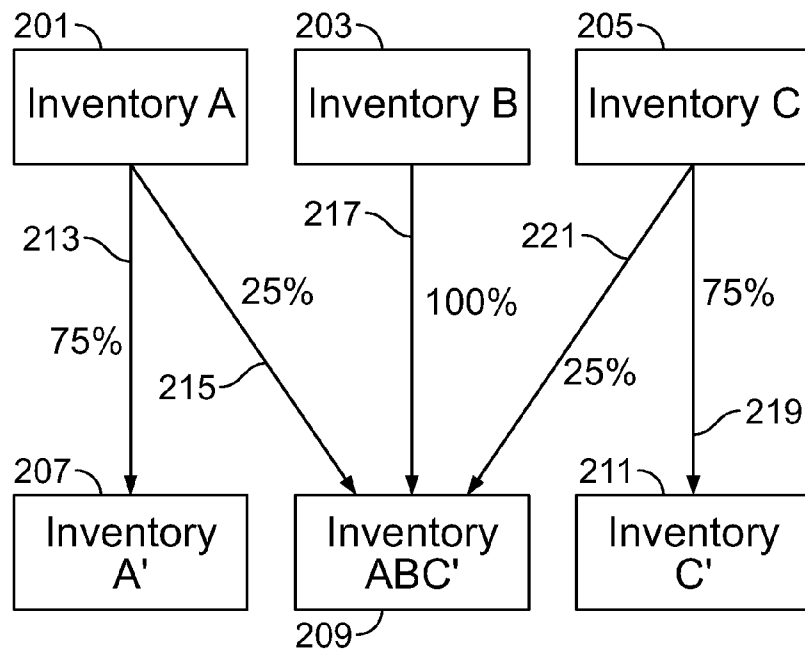 201
203
205
Inventory A
Inventory B
Inventory C
213
217
221
25%
75%
100%
75%
215
25%
219
207
211
Inventory
A'
Inventory
ABC'
Inventory
C'
209